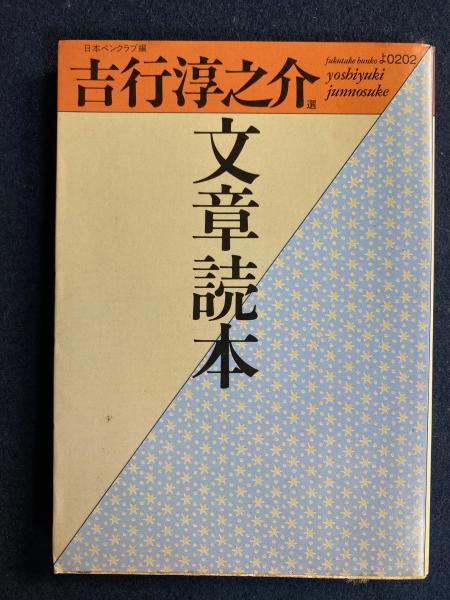 日本ペンクラブ編
吉行淳之介選
fukutake bunko よ0202
yoshiyuki
junnosuke
文章読本